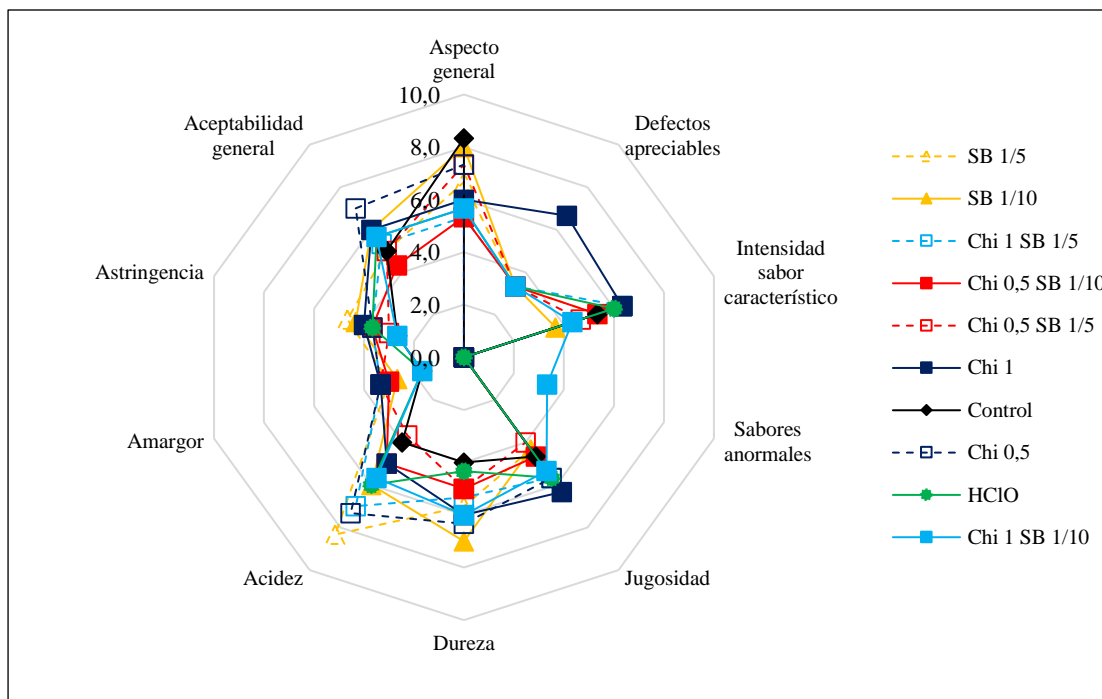 Aspecto
general
10,0
8,0
6,0
4,0
2,0
0,0
Defectos
apreciables
Intensidad
sabor
característico
Sabores
anormales
Jugosidad
Dureza
Acidez
Amargor
Astringencia
Aceptabilidad
general
SB 1/5
SB 1/10
Chi 1 SB 1/5
Chi 0,5 SB 1/10
Chi 0,5 SB 1/5
Chi 1
Control
Chi 0,5
HClO
Chi 1 SB 1/10